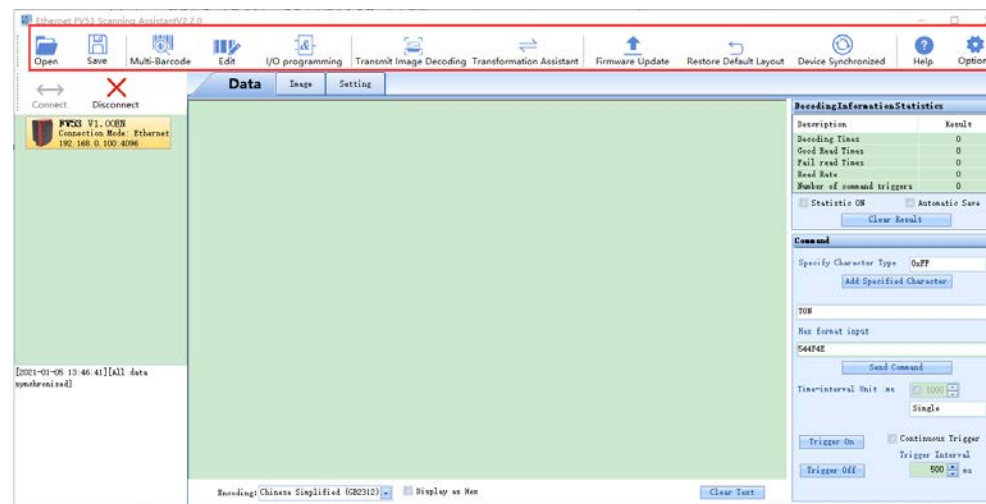 Ethernet FV53 Scanning AssistantV2.2.0
Open Save Multi-Barcode Edit I/O programming Transmit Image Decoding Transformation Assistant Firmware Update Restore Default Layout Device Synchronized Help Option
Connect Disconnect
Data Image Setting
FV53 V1.00BN
Connection Mode: Ethernet
192.168.0.100:4096
[2021-01-05 13:46:41][All data
synchronized]
DecodingInformationStatistics
Description Result
Decoding Times 0
Good Read Times 0
Fail read Times 0
Read Rate 0
Number of command triggers 0
Statistic ON Automatic Save
Clear Result
Command
Specify Character Type 0xFF
Add Specified Character
TON
Hex format input
544F4E
Send Command
Time-interval Unit ms 1000
Single
Trigger On Continuous Trigger
Trigger Interval
Trigger Off 500 ms
Encoding: Chinese Simplified (GB2312) Display as Hex Clear Text